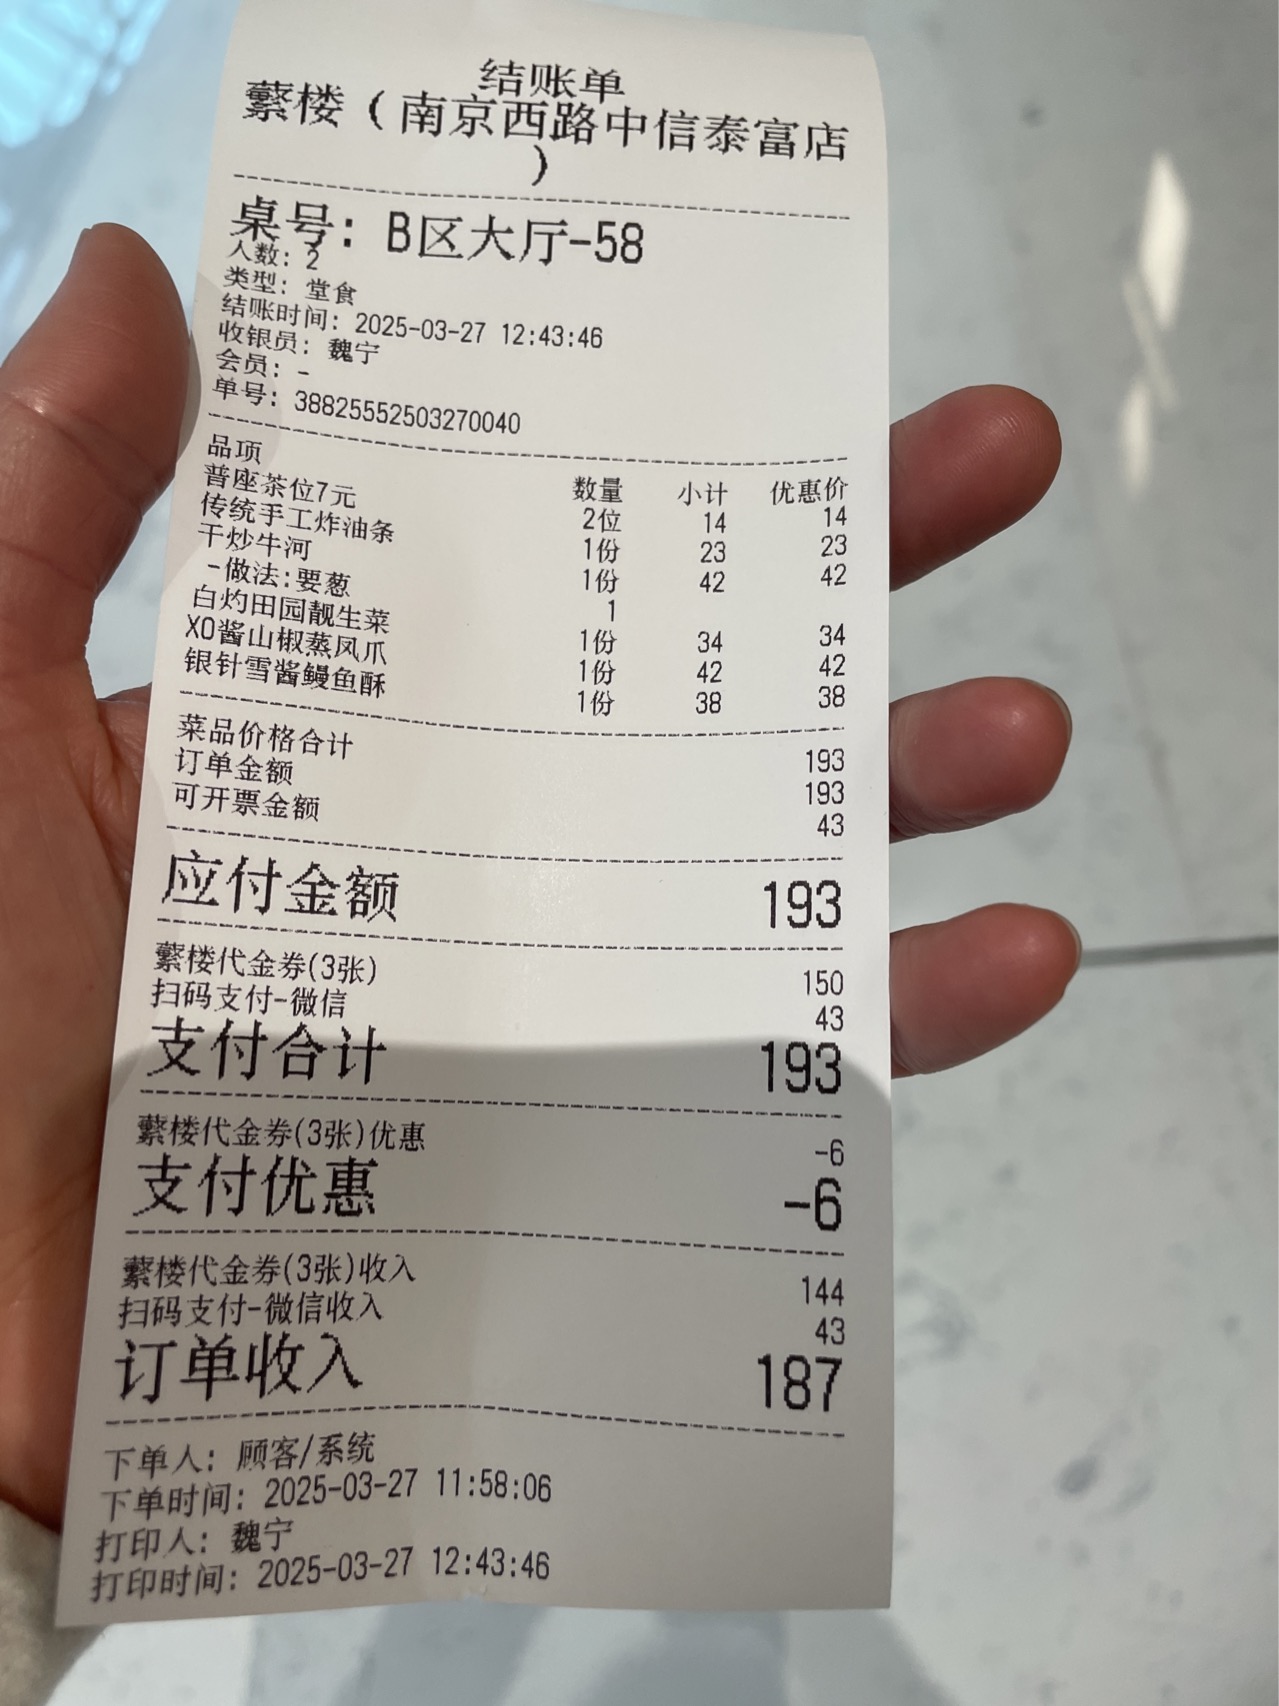 结账单
蘩楼（南京西路中信泰富店
）
桌号：B区大厅-58
人数：2
类型：堂食
结账时间：2025-03-27 12:43:46
收银员：魏宁
会员：-
单号：38825552503270040
品项 数量 小计 优惠价
普座茶位7元 2位 14 14
传统手工炸油条 1份 23 23
干炒牛河 1份 42 42
-做法:要葱 1
白灼田园靓生菜 1份 34 34
XO酱山椒蒸凤爪 1份 42 42
银针雪酱鳗鱼酥 1份 38 38
菜品价格合计 193
订单金额 193
可开票金额 43
应付金额 193
蘩楼代金券(3张) 150
扫码支付-微信 43
支付合计 193
蘩楼代金券(3张)优惠 -6
支付优惠 -6
蘩楼代金券(3张)收入 144
扫码支付-微信收入 43
订单收入 187
下单人：顾客/系统
下单时间：2025-03-27 11:58:06
打印人：魏宁
打印时间：2025-03-27 12:43:46